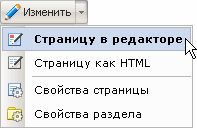 Изменить
Страницу в редакторе
Страницу как HTML
Свойства страницы
Свойства раздела